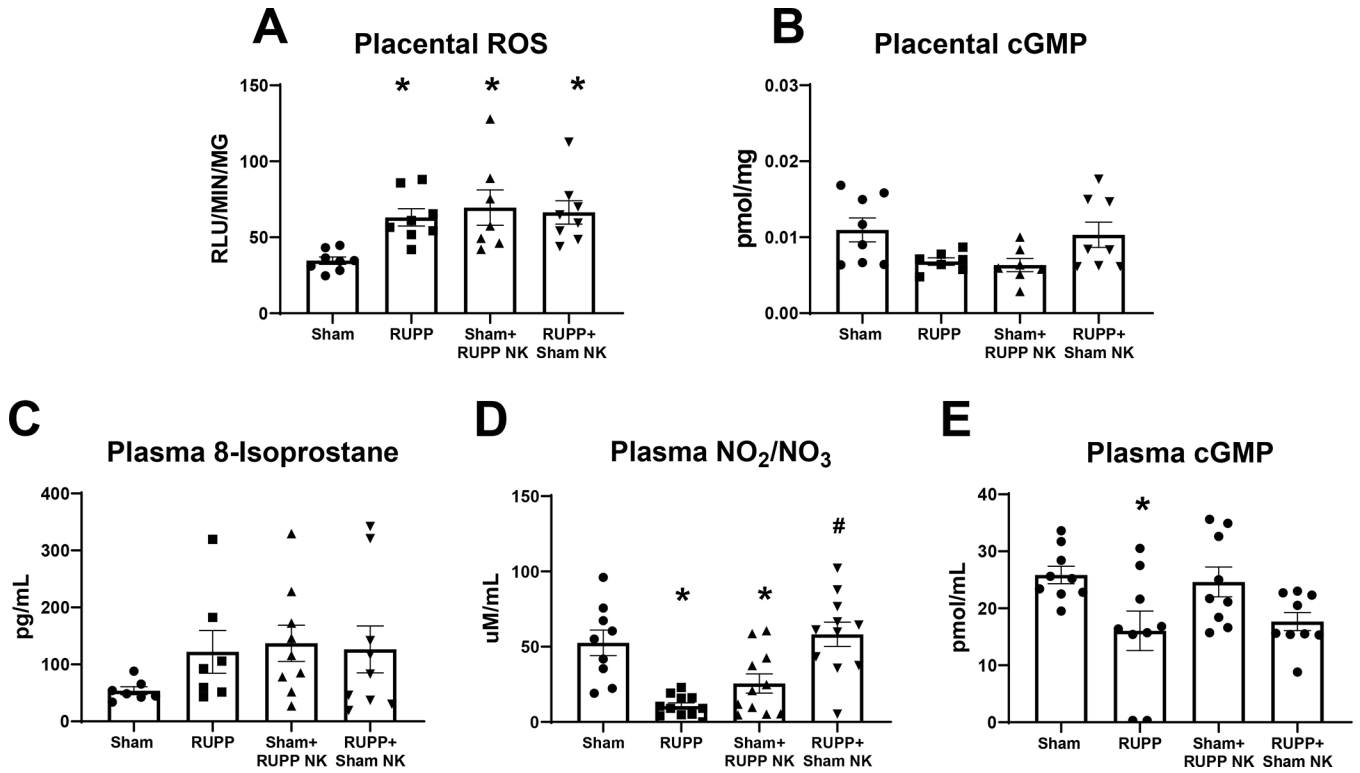 A
Placental ROS
RLU/MIN/MG
150
100
50
0
* * *
Sham RUPP Sham+ RUPP+
RUPP NK Sham NK
B
Placental cGMP
pmol/mg
0.03
0.02
0.01
0.00
Sham RUPP Sham+ RUPP+
RUPP NK Sham NK
C
Plasma 8-Isoprostane
pg/mL
400
300
200
100
0
Sham RUPP Sham+ RUPP+
RUPP NK Sham NK
D
Plasma NO₂/NO₃
uM/mL
150
100
50
0
* * #
Sham RUPP Sham+ RUPP+
RUPP NK Sham NK
E
Plasma cGMP
pmol/mL
40
30
20
10
0
*
Sham RUPP Sham+ RUPP+
RUPP NK Sham NK